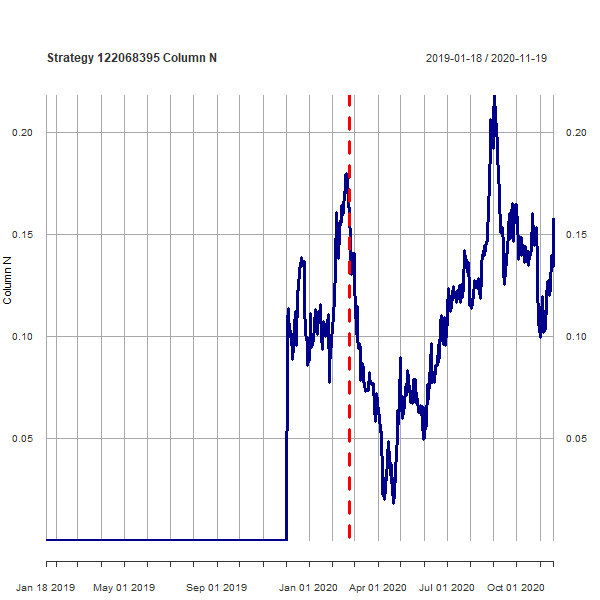 Strategy 122068395 Column N
2019-01-18 / 2020-11-19
0.20
0.20
0.15
0.15
Column N
0.10
0.10
0.05
0.05
Jan 18 2019
May 01 2019
Sep 01 2019
Jan 01 2020
Apr 01 2020
Jul 01 2020
Oct 01 2020